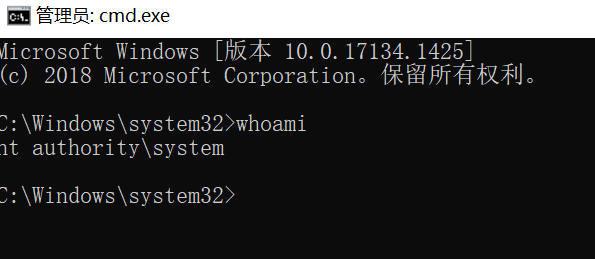 管理员: cmd.exe
Microsoft Windows [版本 10.0.17134.1425]
(c) 2018 Microsoft Corporation。保留所有权利。
C:\Windows\system32>whoami
nt authority\system
C:\Windows\system32>